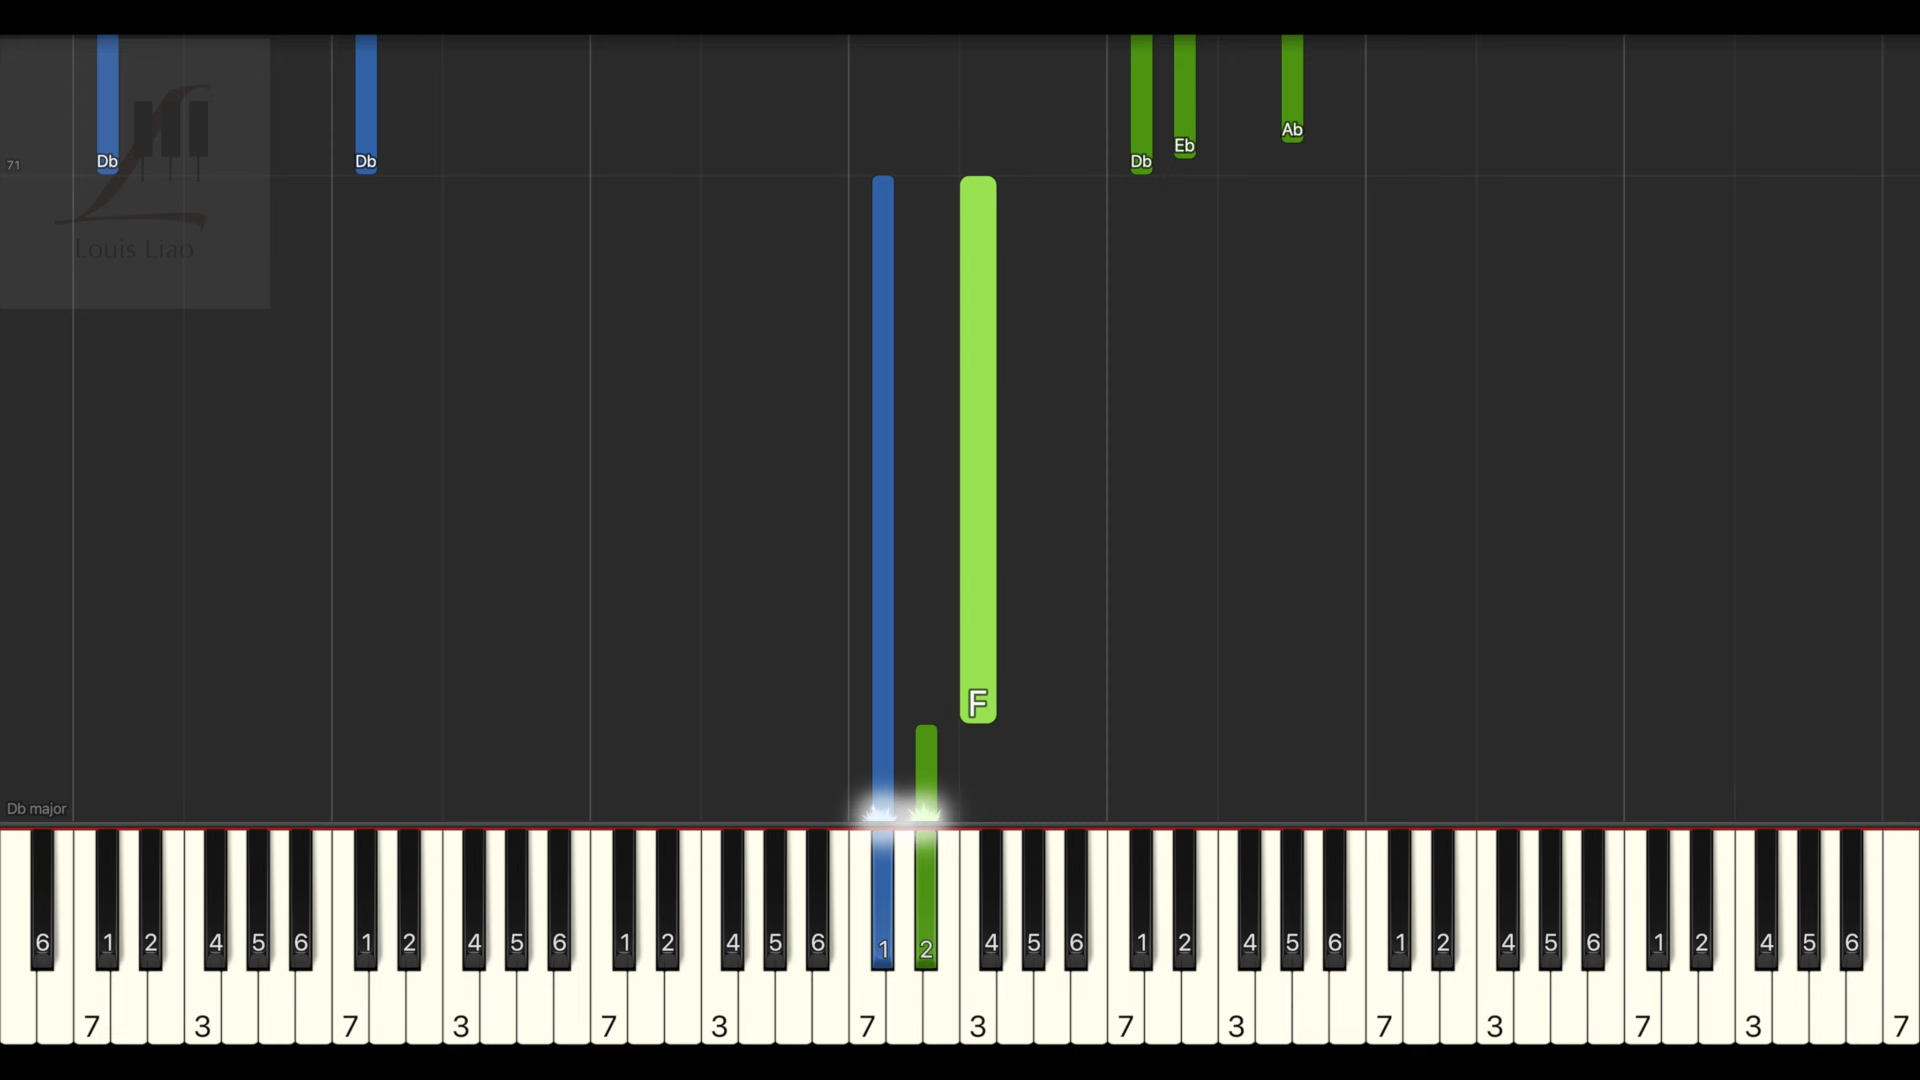 Ab
Eb
Db Db Db
71
Louis Liao
F
Db major
6 1 2 4 5 6 1 2 4 5 6 1 2 4 5 6 1 2 4 5 6 1 2 4 5 6 1 2 4 5 6 1 2 4 5 6
7 3 7 3 7 3 7 3 7 3 7 3 7 3 7